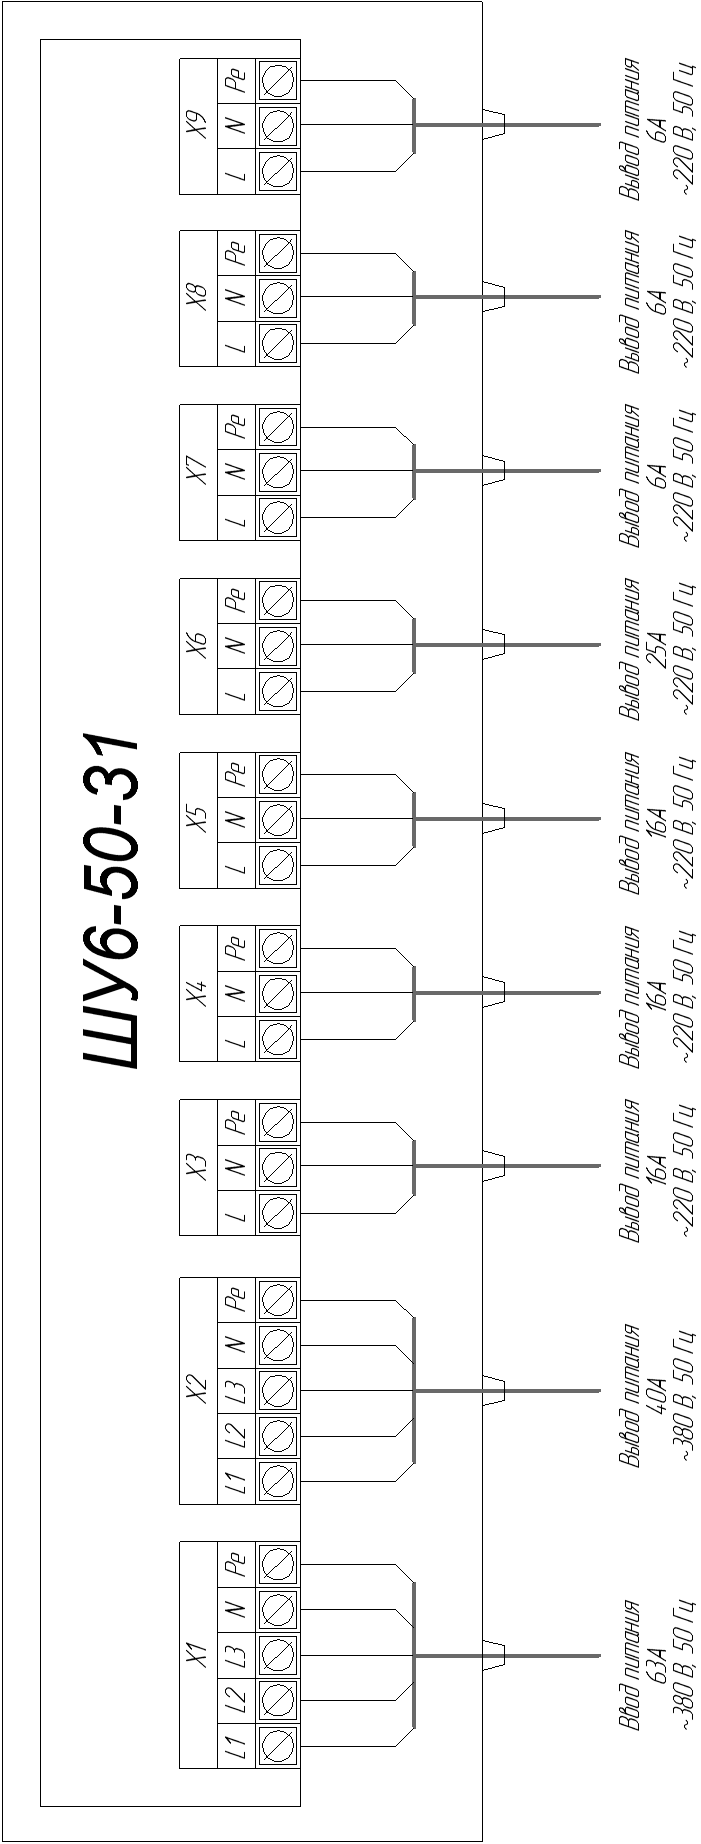 ШУ6-50-31
X1
L1 L2 L3 N Pe
Ввод питания
63А
~380 В, 50 Гц
X2
L1 L2 L3 N Pe
Вывод питания
40А
~380 В, 50 Гц
X3
L N Pe
Вывод питания
16А
~220 В, 50 Гц
X4
L N Pe
Вывод питания
16А
~220 В, 50 Гц
X5
L N Pe
Вывод питания
16А
~220 В, 50 Гц
X6
L N Pe
Вывод питания
25А
~220 В, 50 Гц
X7
L N Pe
Вывод питания
6А
~220 В, 50 Гц
X8
L N Pe
Вывод питания
6А
~220 В, 50 Гц
X9
L N Pe
Вывод питания
6А
~220 В, 50 Гц